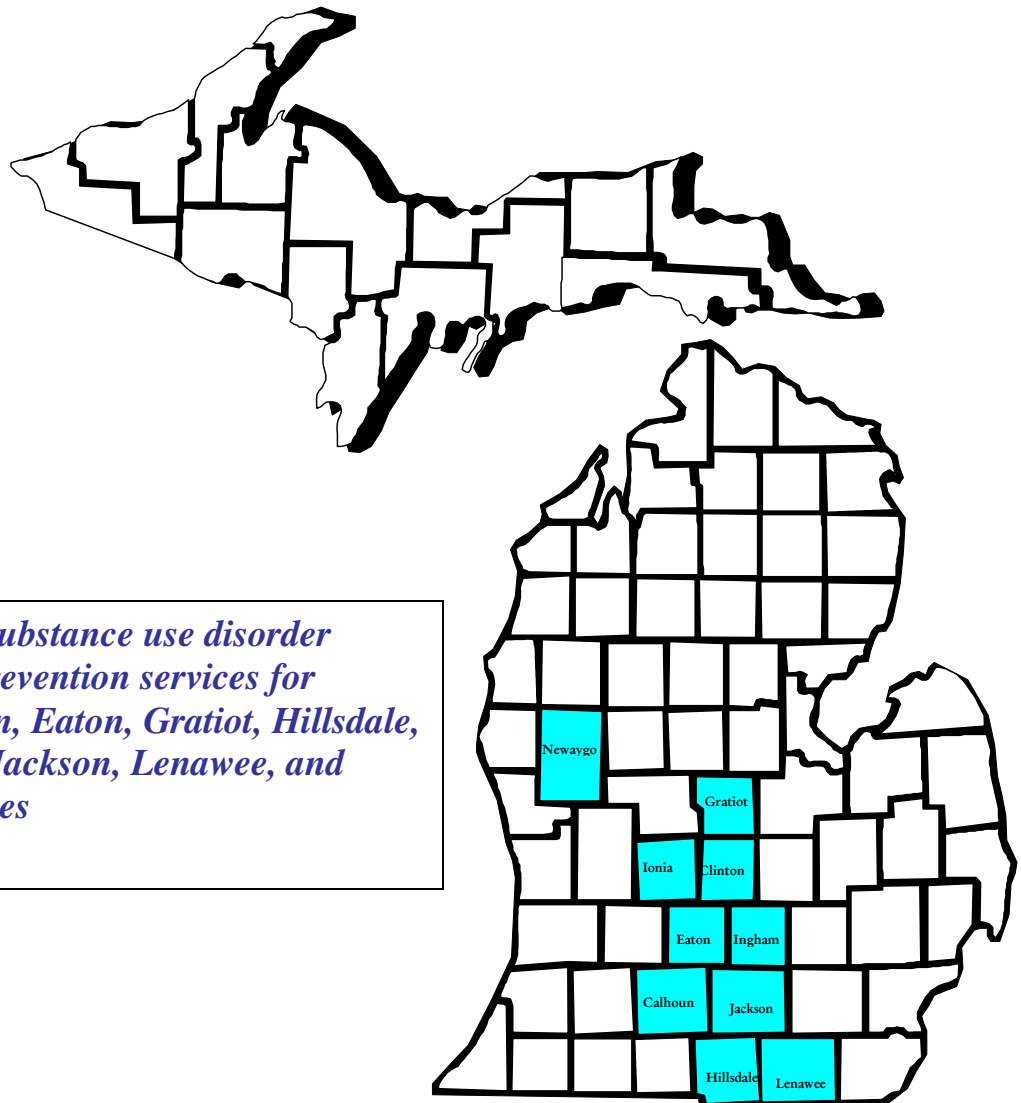 ubstance use disorder
evention services for
n, Eaton, Gratiot, Hillsdale,
Jackson, Lenawee, and
es
Newaygo
Gratiot
Ionia
Clinton
Eaton
Ingham
Calhoun
Jackson
Hillsdale
Lenawee